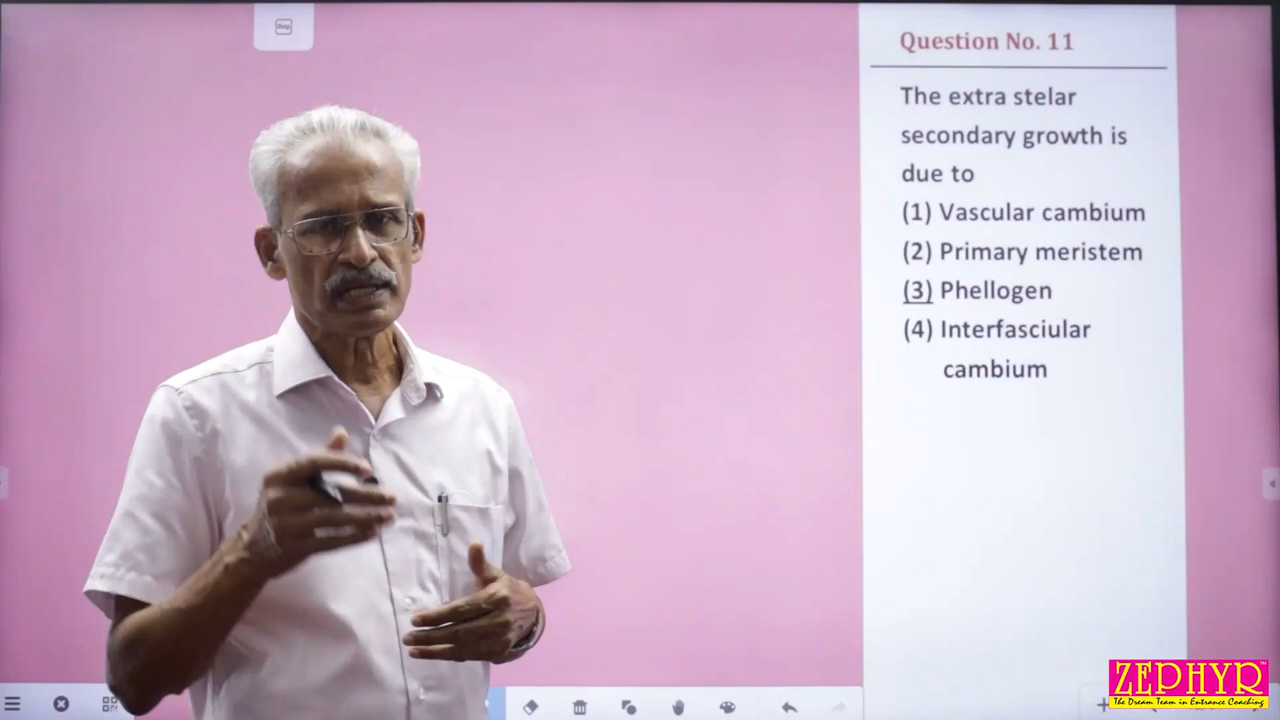 Question No. 11
The extra stelar
secondary growth is
due to
(1) Vascular cambium
(2) Primary meristem
(3) Phellogen
(4) Interfasciular
cambium
ZEPHYR™
The Dream Team in Entrance Coaching